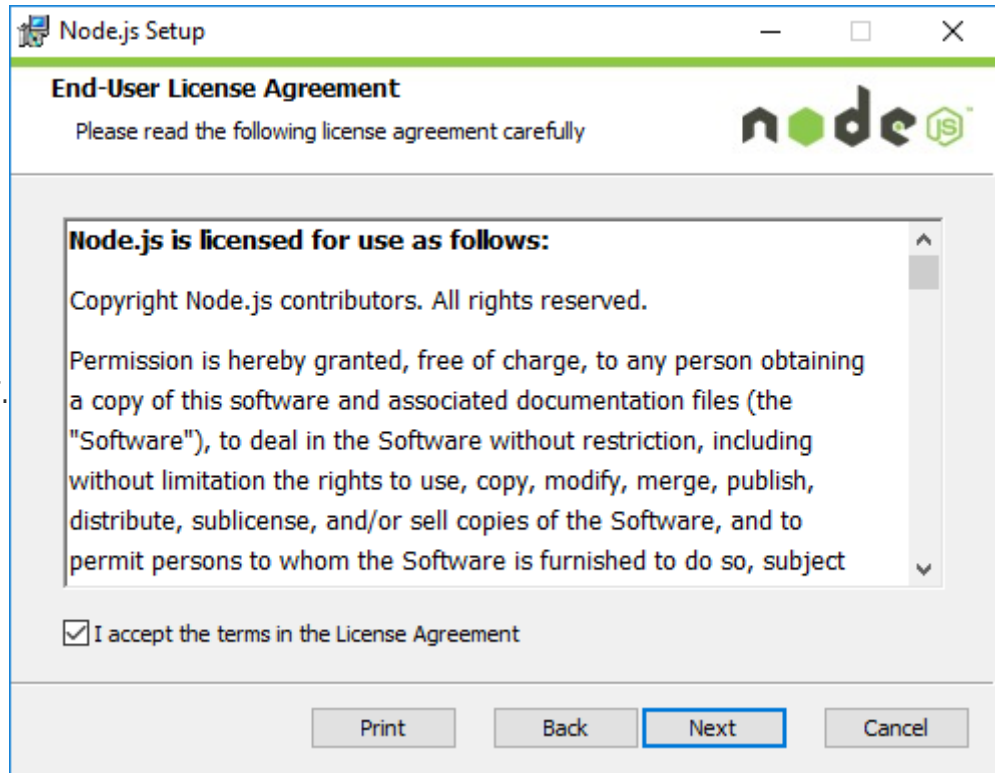 Node.js Setup
End-User License Agreement
Please read the following license agreement carefully
node JS™
Node.js is licensed for use as follows:
Copyright Node.js contributors. All rights reserved.
Permission is hereby granted, free of charge, to any person obtaining
a copy of this software and associated documentation files (the
"Software"), to deal in the Software without restriction, including
without limitation the rights to use, copy, modify, merge, publish,
distribute, sublicense, and/or sell copies of the Software, and to
permit persons to whom the Software is furnished to do so, subject
I accept the terms in the License Agreement
Print Back Next Cancel